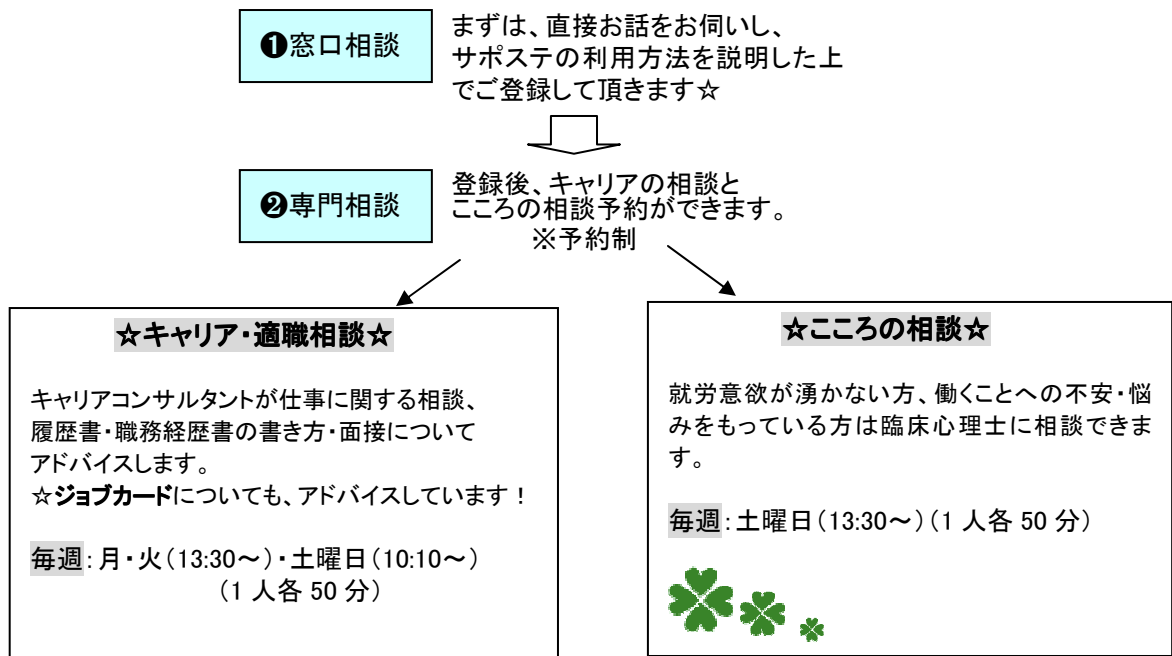 ❶窓口相談
まずは、直接お話をお伺いし、
サポステの利用方法を説明した上
でご登録して頂きます☆
❷専門相談
登録後、キャリアの相談と
こころの相談予約ができます。
※予約制
☆キャリア・適職相談☆
キャリアコンサルタントが仕事に関する相談、
履歴書・職務経歴書の書き方・面接について
アドバイスします。
☆ジョブカードについても、アドバイスしています！
毎週：月・火（13:30～）・土曜日（10:10～）
（1 人各 50 分）
☆こころの相談☆
就労意欲が湧かない方、働くことへの不安・悩
みをもっている方は臨床心理士に相談できま
す。
毎週：土曜日（13:30～）（1 人各 50 分）